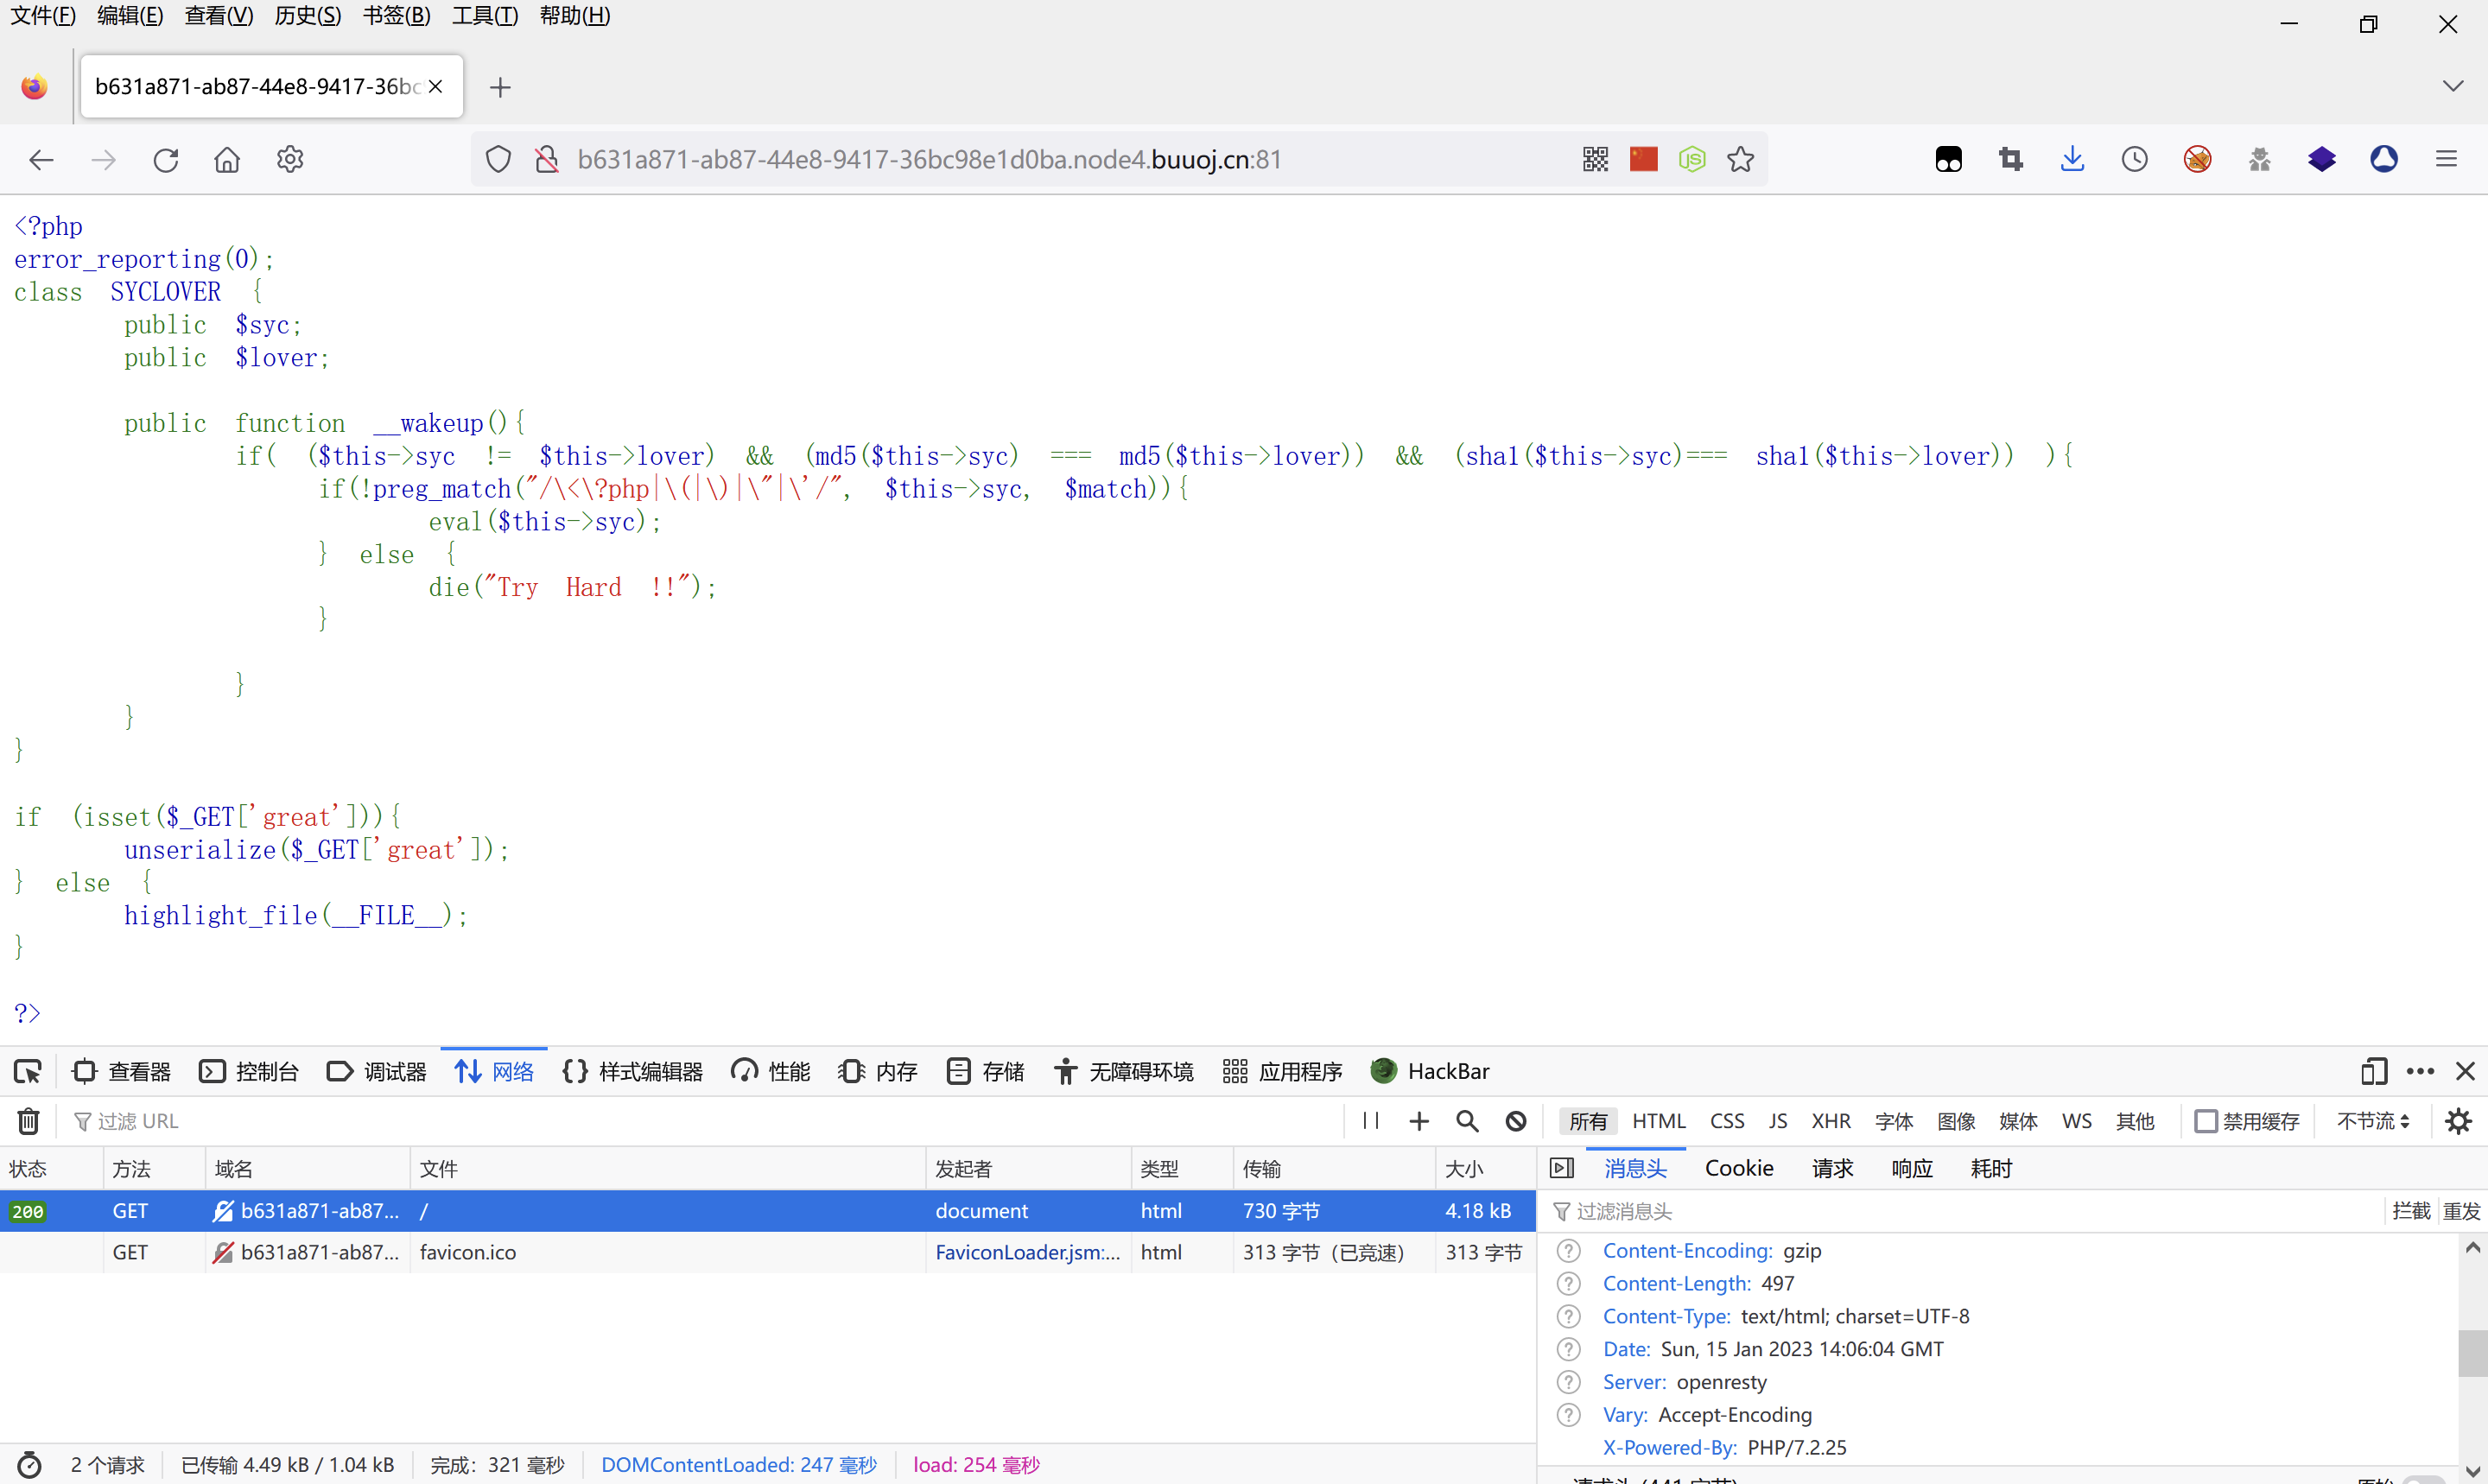 文件(F) 编辑(E) 查看(V) 历史(S) 书签(B) 工具(T) 帮助(H)
b631a871-ab87-44e8-9417-36bc
b631a871-ab87-44e8-9417-36bc98e1d0ba.node4.buuoj.cn:81
<?php
error_reporting(0);
class SYCLOVER {
public $syc;
public $lover;
public function __wakeup(){
if( ($this->syc != $this->lover) && (md5($this->syc) === md5($this->lover)) && (sha1($this->syc)=== sha1($this->lover)) ){
if(!preg_match("/\<\?php|\(|\)|\"|\'/", $this->syc, $match)){
eval($this->syc);
} else {
die("Try Hard !!");
}
}
}
}
if (isset($_GET['great'])){
unserialize($_GET['great']);
} else {
highlight_file(__FILE__);
}
?>
查看器 控制台 调试器 网络 样式编辑器 性能 内存 存储 无障碍环境 应用程序 HackBar
过滤 URL 所有 HTML CSS JS XHR 字体 图像 媒体 WS 其他 禁用缓存 不节流
状态 方法 域名 文件 发起者 类型 传输 大小 消息头 Cookie 请求 响应 耗时
200 GET b631a871-ab87... / document html 730 字节 4.18 kB 过滤消息头 拦截 重发
GET b631a871-ab87... favicon.ico FaviconLoader.jsm:... html 313 字节（已竞速） 313 字节
Content-Encoding: gzip
Content-Length: 497
Content-Type: text/html; charset=UTF-8
Date: Sun, 15 Jan 2023 14:06:04 GMT
Server: openresty
Vary: Accept-Encoding
X-Powered-By: PHP/7.2.25
2 个请求 已传输 4.49 kB / 1.04 kB 完成：321 毫秒 DOMContentLoaded: 247 毫秒 load: 254 毫秒